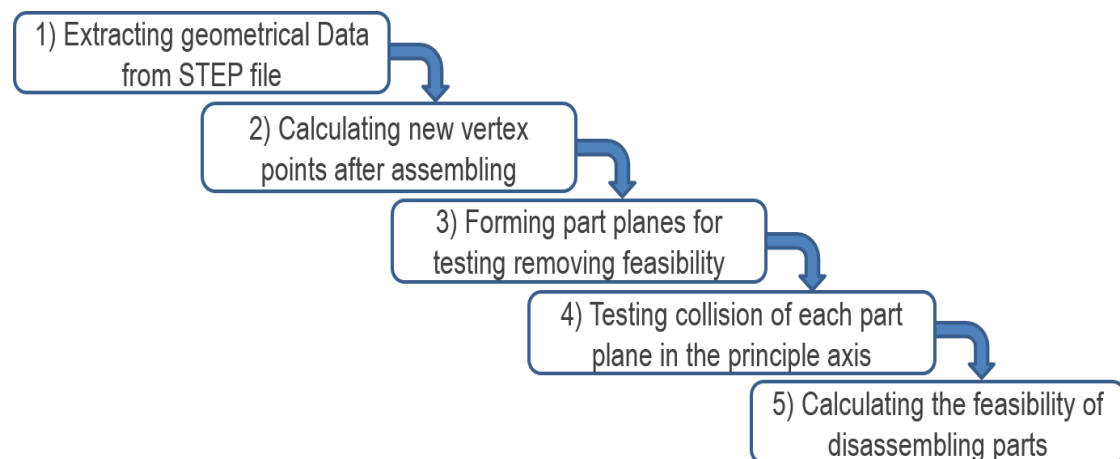 1) Extracting geometrical Data
from STEP file
2) Calculating new vertex
points after assembling
3) Forming part planes for
testing removing feasibility
4) Testing collision of each part
plane in the principle axis
5) Calculating the feasibility of
disassembling parts